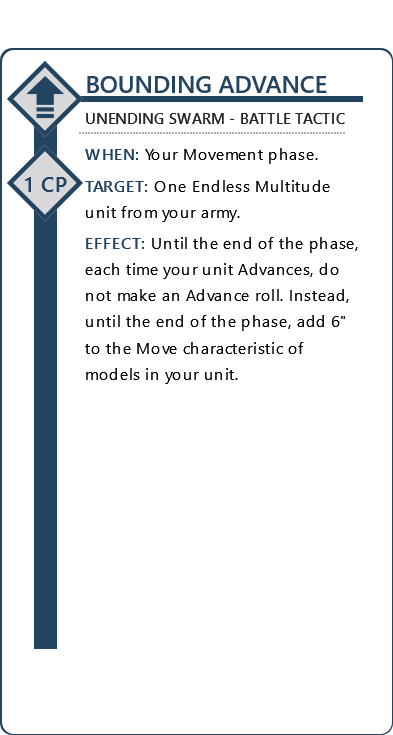 BOUNDING ADVANCE
UNENDING SWARM - BATTLE TACTIC
WHEN: Your Movement phase.
1 CP
TARGET: One Endless Multitude
unit from your army.
EFFECT: Until the end of the phase,
each time your unit Advances, do
not make an Advance roll. Instead,
until the end of the phase, add 6"
to the Move characteristic of
models in your unit.